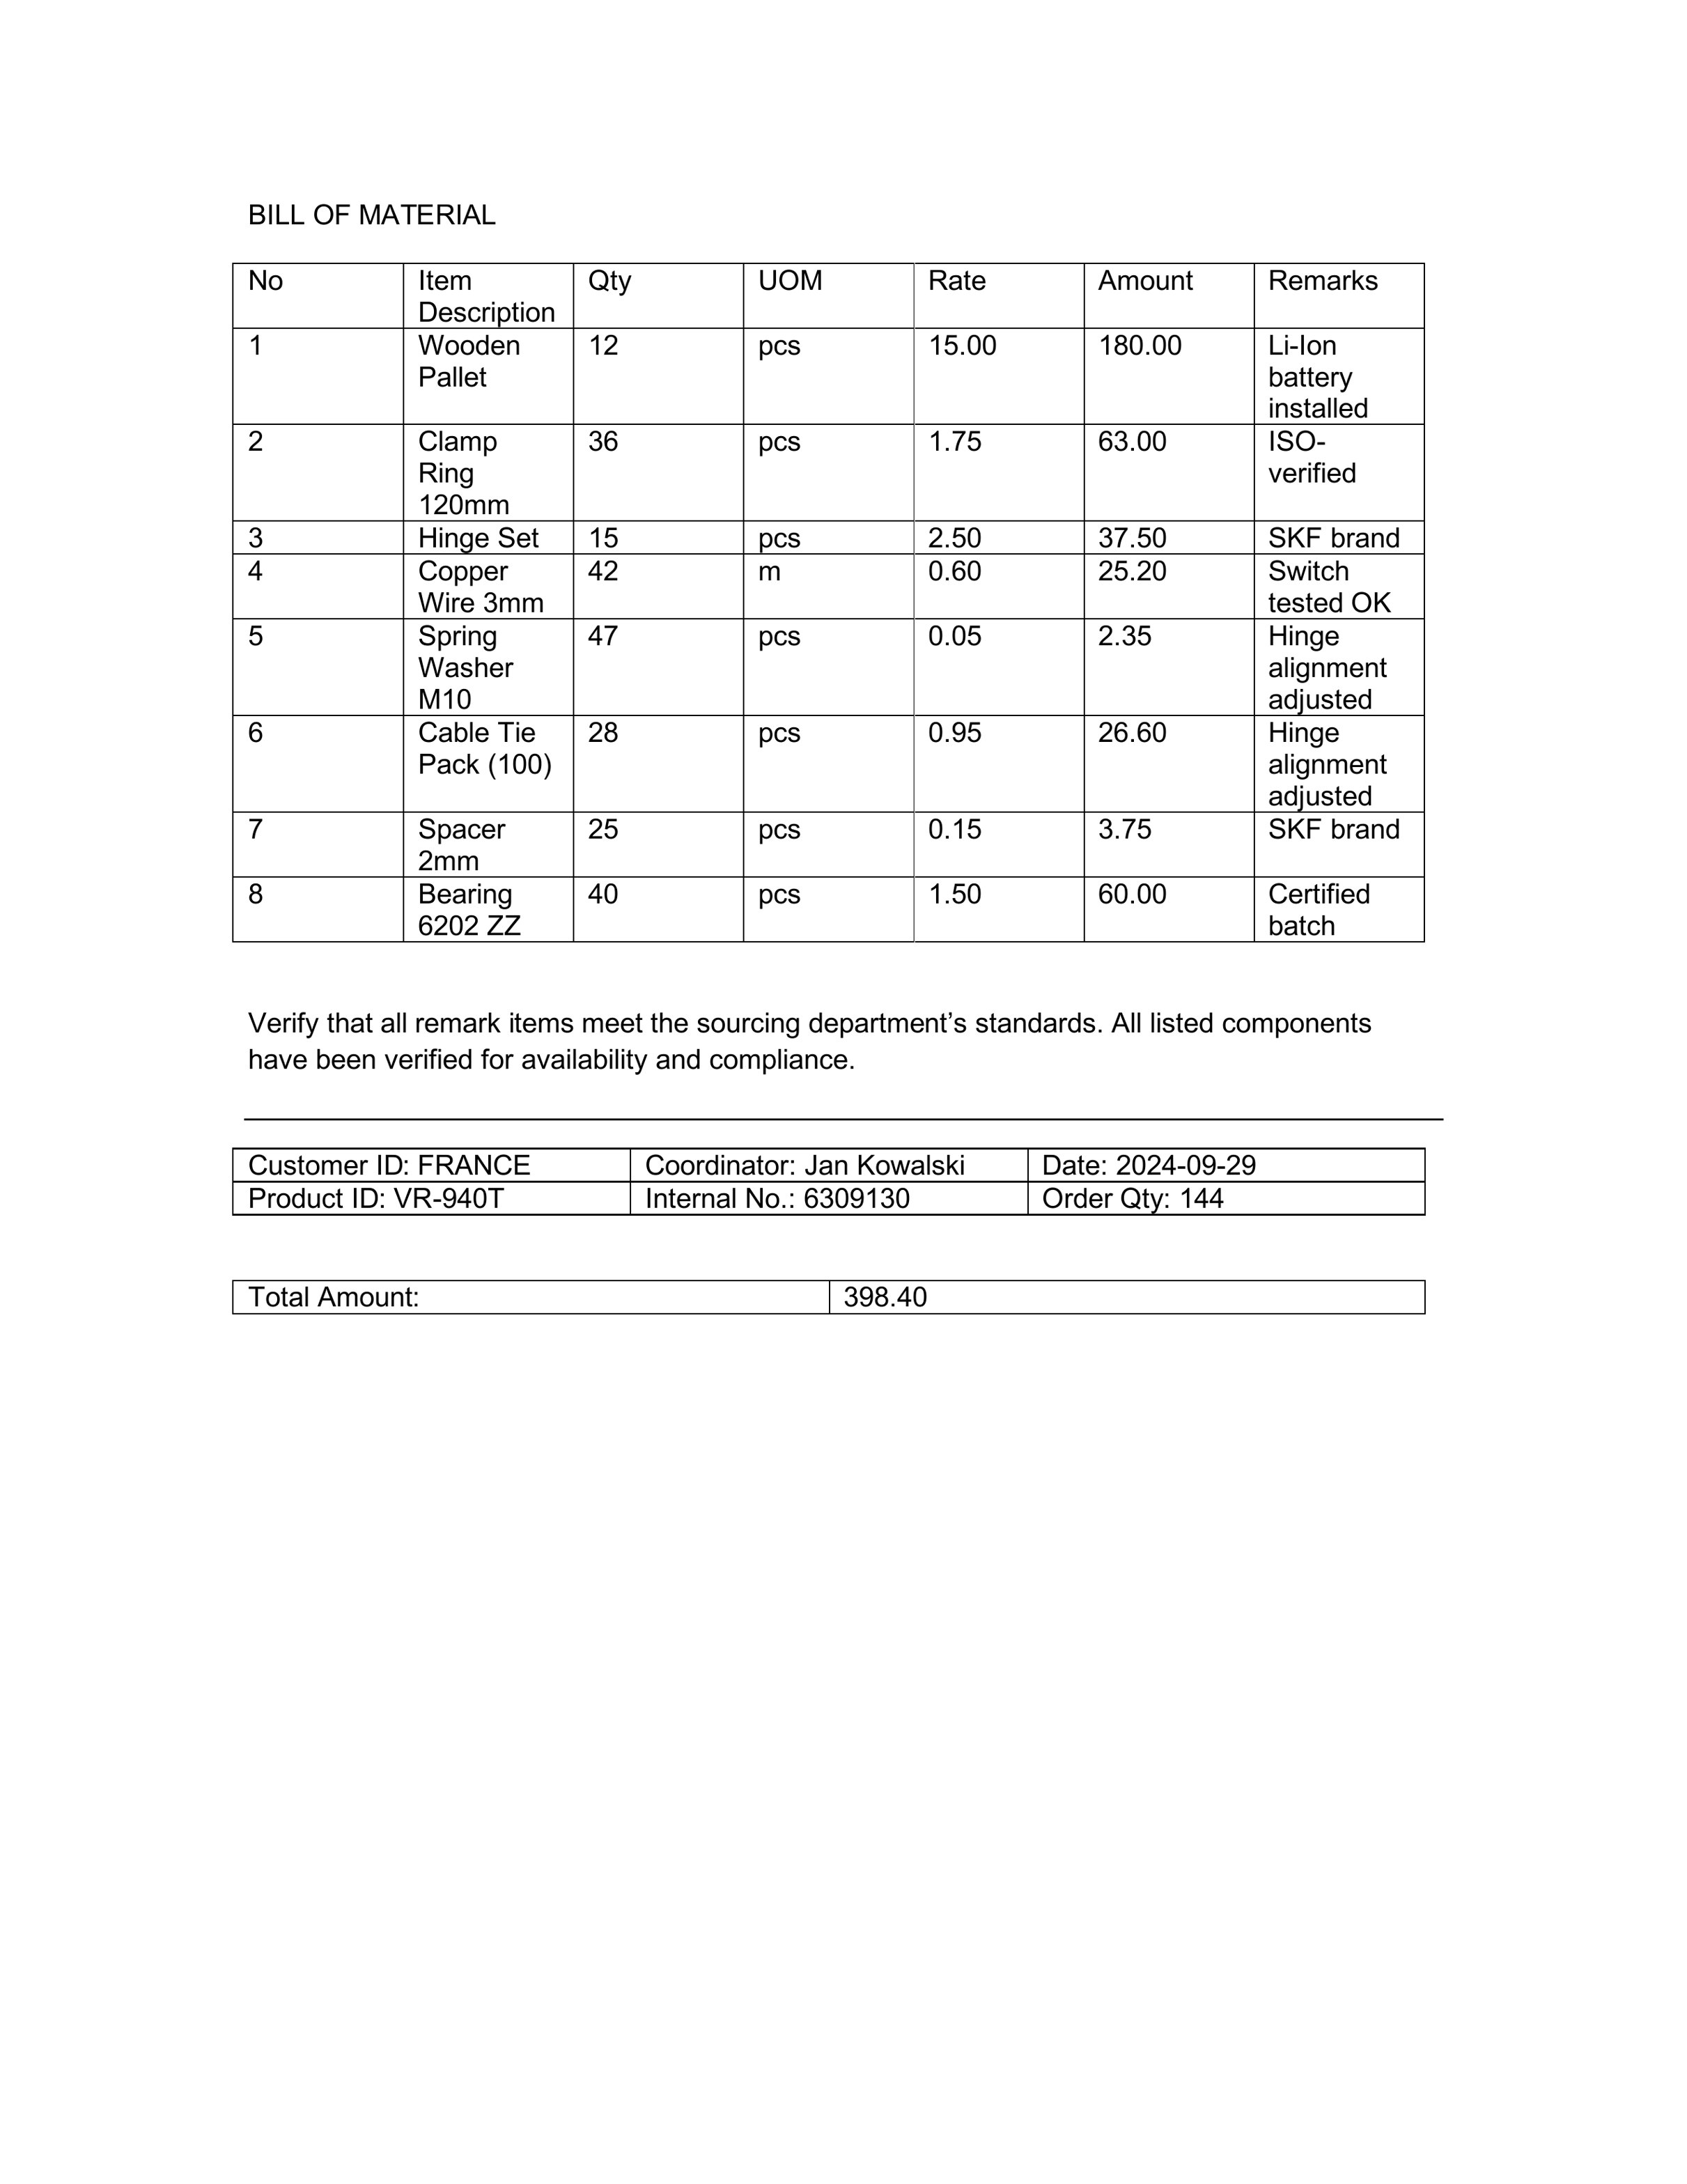 BILL OF MATERIAL
No Item Description Qty UOM Rate Amount Remarks
1 Wooden Pallet 12 pcs 15.00 180.00 Li-Ion battery installed
2 Clamp Ring 120mm 36 pcs 1.75 63.00 ISO-verified
3 Hinge Set 15 pcs 2.50 37.50 SKF brand
4 Copper Wire 3mm 42 m 0.60 25.20 Switch tested OK
5 Spring Washer M10 47 pcs 0.05 2.35 Hinge alignment adjusted
6 Cable Tie Pack (100) 28 pcs 0.95 26.60 Hinge alignment adjusted
7 Spacer 2mm 25 pcs 0.15 3.75 SKF brand
8 Bearing 6202 ZZ 40 pcs 1.50 60.00 Certified batch
Verify that all remark items meet the sourcing department’s standards. All listed components
have been verified for availability and compliance.
Customer ID: FRANCE Coordinator: Jan Kowalski Date: 2024-09-29
Product ID: VR-940T Internal No.: 6309130 Order Qty: 144
Total Amount: 398.40